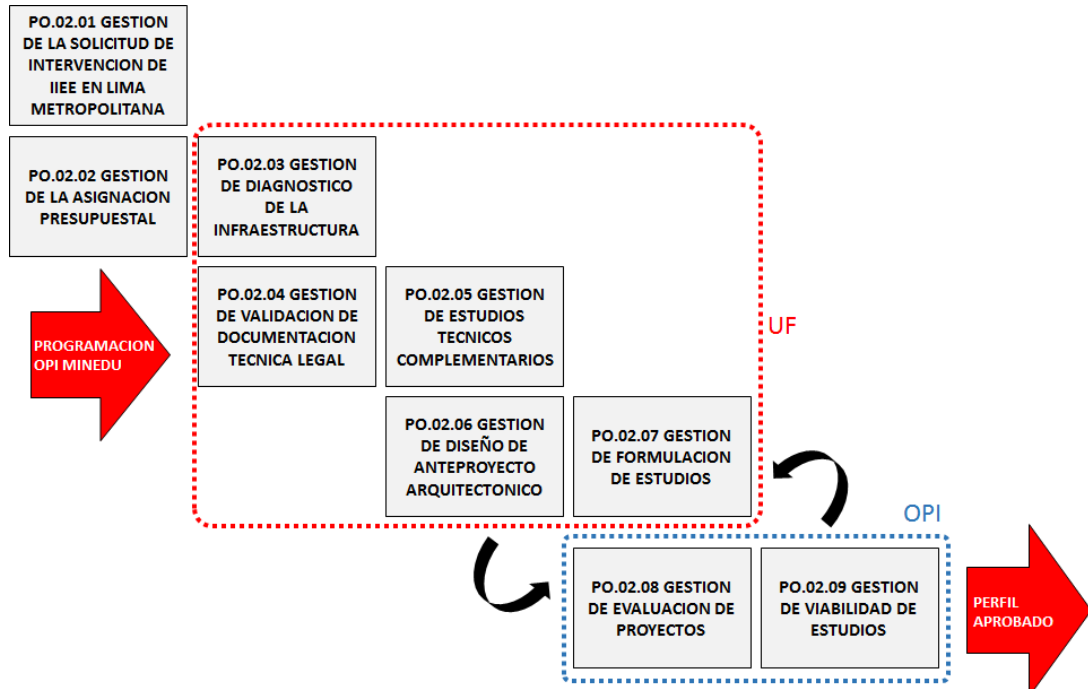 PO.02.01 GESTION
DE LA SOLICITUD DE
INTERVENCION DE
IIEE EN LIMA
METROPOLITANA
PO.02.02 GESTION
DE LA ASIGNACION
PRESUPUESTAL
PO.02.03 GESTION
DE DIAGNOSTICO
DE LA
INFRAESTRUCTURA
PROGRAMACION
OPI MINEDU
PO.02.04 GESTION
DE VALIDACION DE
DOCUMENTACION
TECNICA LEGAL
PO.02.05 GESTION
DE ESTUDIOS
TECNICOS
COMPLEMENTARIOS
UF
PO.02.06 GESTION
DE DISEÑO DE
ANTEPROYECTO
ARQUITECTONICO
PO.02.07 GESTION
DE FORMULACION
DE ESTUDIOS
OPI
PO.02.08 GESTION
DE EVALUACION DE
PROYECTOS
PO.02.09 GESTION
DE VIABILIDAD DE
ESTUDIOS
PERFIL
APROBADO